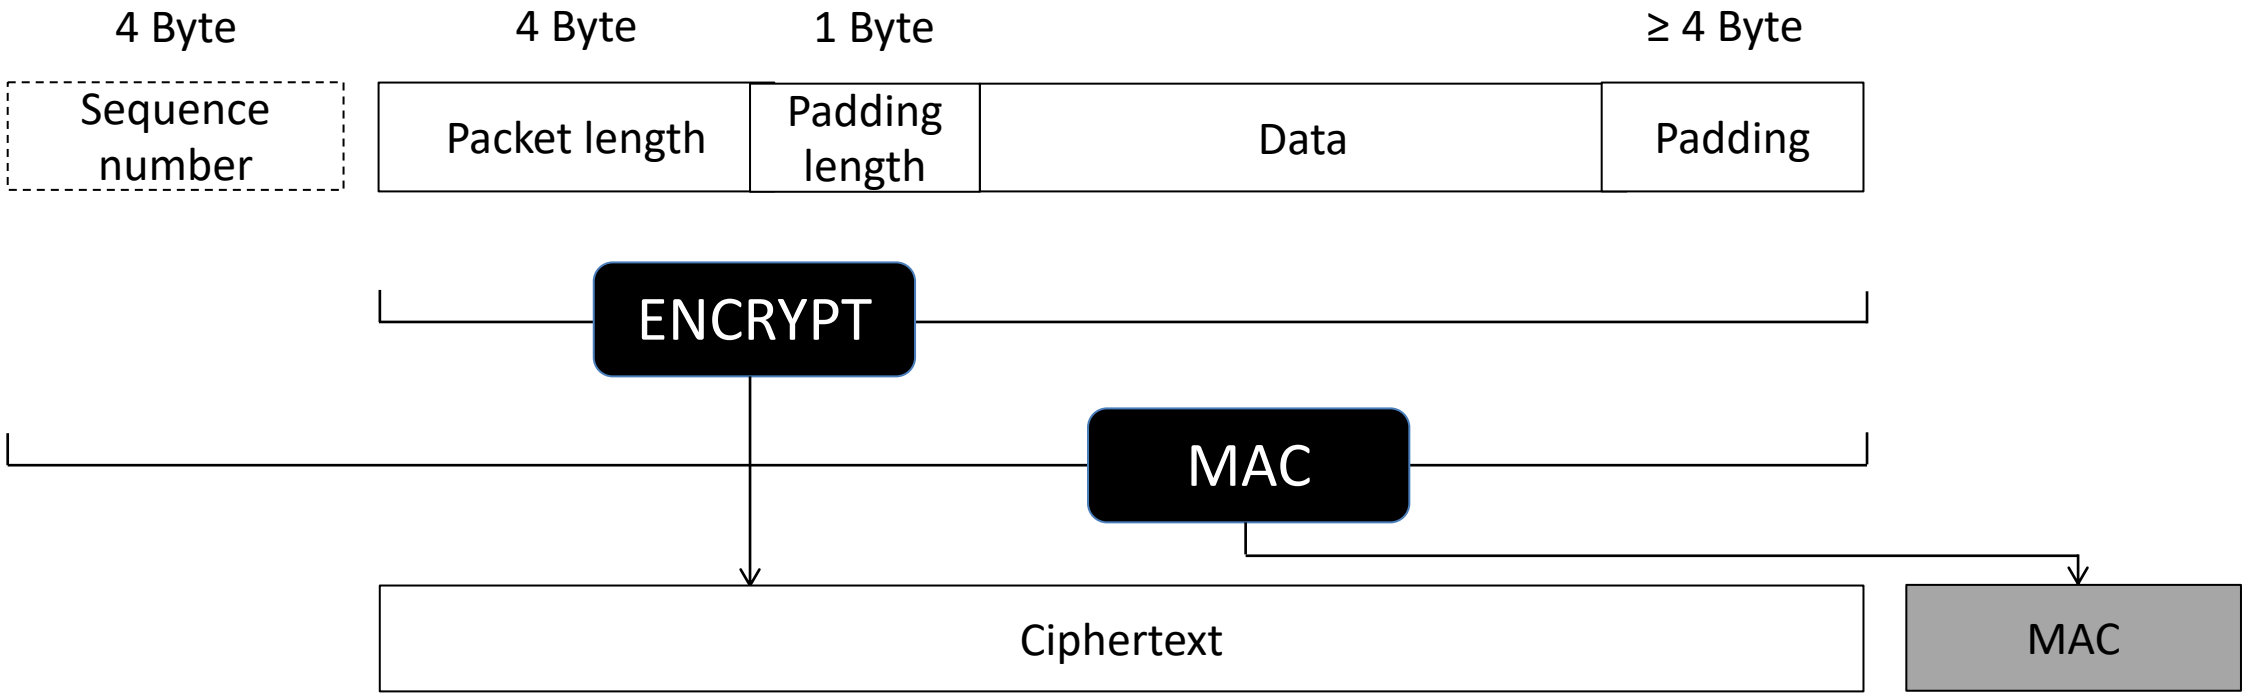 4 Byte
4 Byte
1 Byte
≥ 4 Byte
Sequence
number
Packet length
Padding
length
Data
Padding
ENCRYPT
MAC
Ciphertext
MAC